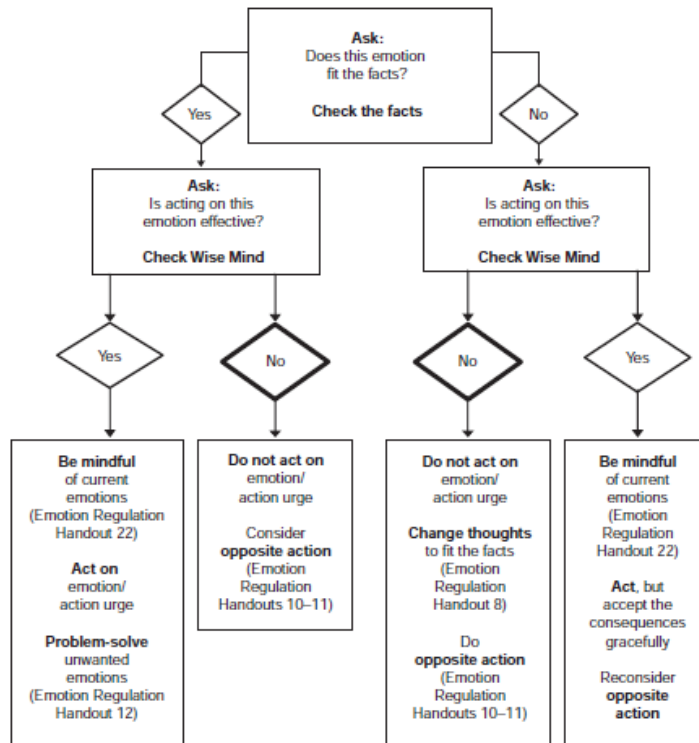 Ask:
Does this emotion
fit the facts?
Check the facts
Yes
No
Ask:
Is acting on this
emotion effective?
Check Wise Mind
Ask:
Is acting on this
emotion effective?
Check Wise Mind
Yes
No
No
Yes
Be mindful
of current
emotions
(Emotion Regulation
Handout 22)
Act on
emotion/
action urge
Problem-solve
unwanted
emotions
(Emotion Regulation
Handout 12)
Do not act on
emotion/
action urge
Consider
opposite action
(Emotion
Regulation
Handouts 10–11)
Do not act on
emotion/
action urge
Change thoughts
to fit the facts
(Emotion
Regulation
Handout 8)
Do
opposite action
(Emotion
Regulation
Handouts 10–11)
Be mindful
of current
emotions
(Emotion
Regulation
Handout 22)
Act, but
accept the
consequences
gracefully
Reconsider
opposite
action